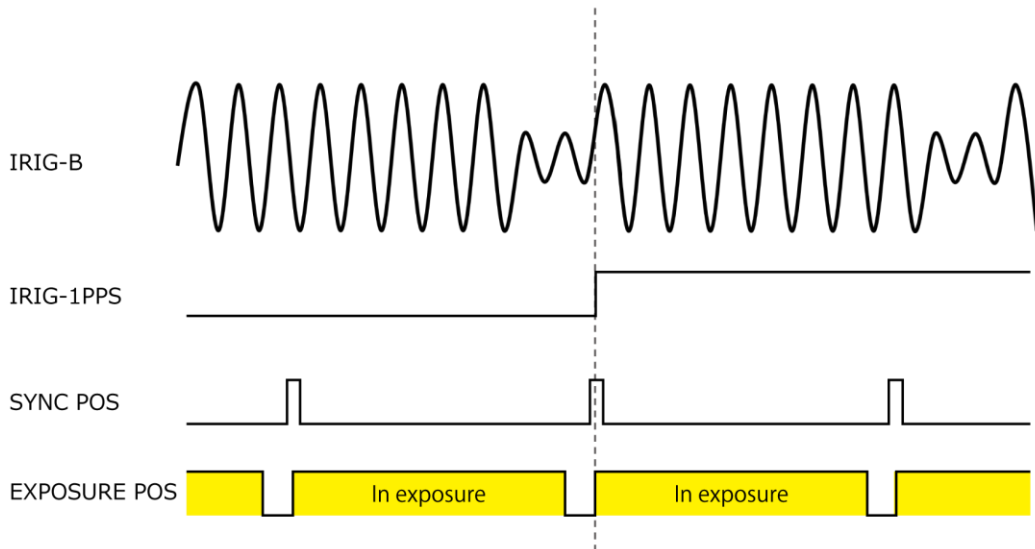 IRIG-B
IRIG-1PPS
SYNC POS
EXPOSURE POS
In exposure
In exposure